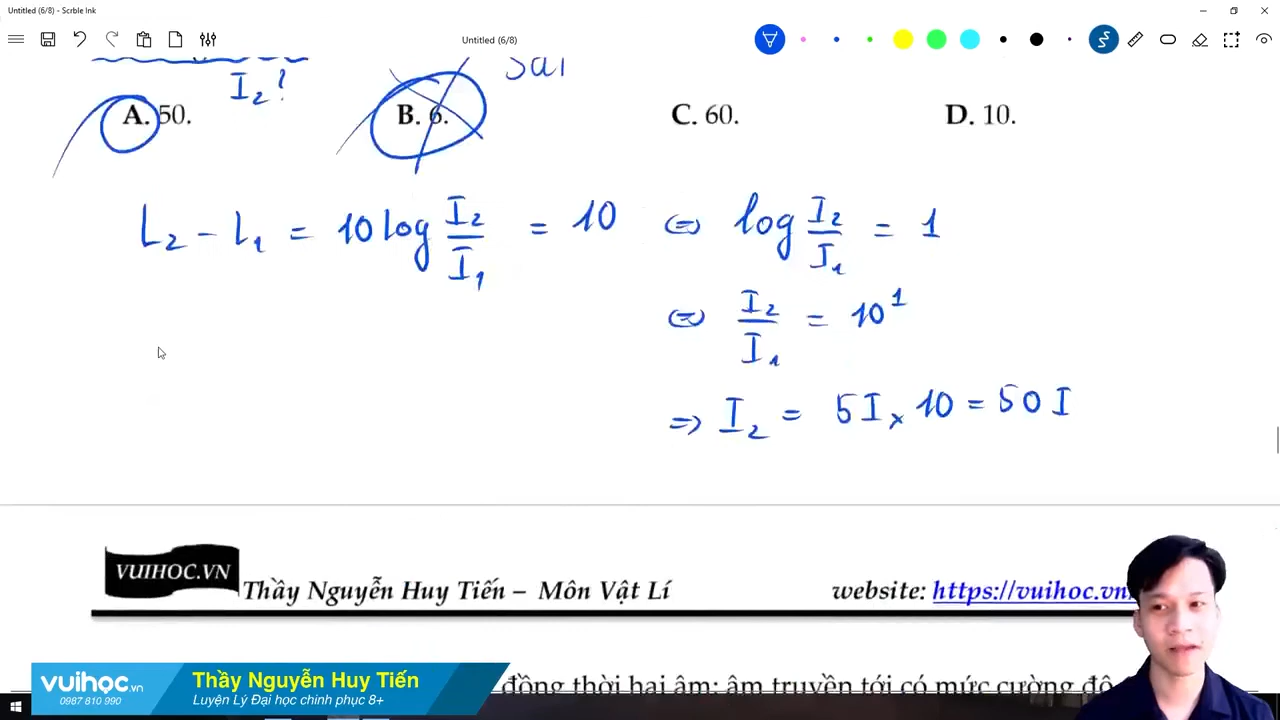 Untitled (6/8) - Scrble Ink
Untitled (6/8)
I₂?
Sai
A. 50.
B. 6.
C. 60.
D. 10.
L₂ - L₁ = 10 log I₂/I₁ = 10 ⇔ log I₂/I₁ = 1
⇔ I₂/I₁ = 10¹
⇒ I₂ = 5I × 10 = 50I
VUIHOC.VN
Thầy Nguyễn Huy Tiến – Môn Vật Lí
website: https://vuihoc.vn
vuihọc.vn
0987 810 990
Thầy Nguyễn Huy Tiến
Luyện Lý Đại học chinh phục 8+
đồng thời hai âm: âm truyền tới có mức cường độ